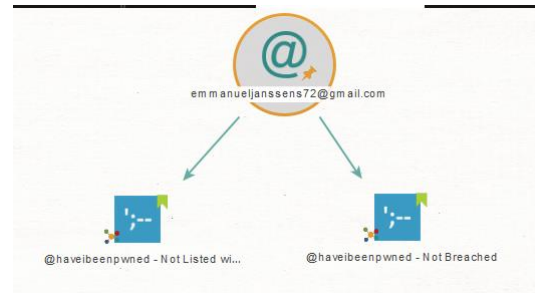 @
emmanueljanssens72@gmail.com
';--
';--
@haveibeenpwned - Not Listed wi...
@haveibeenpwned - Not Breached